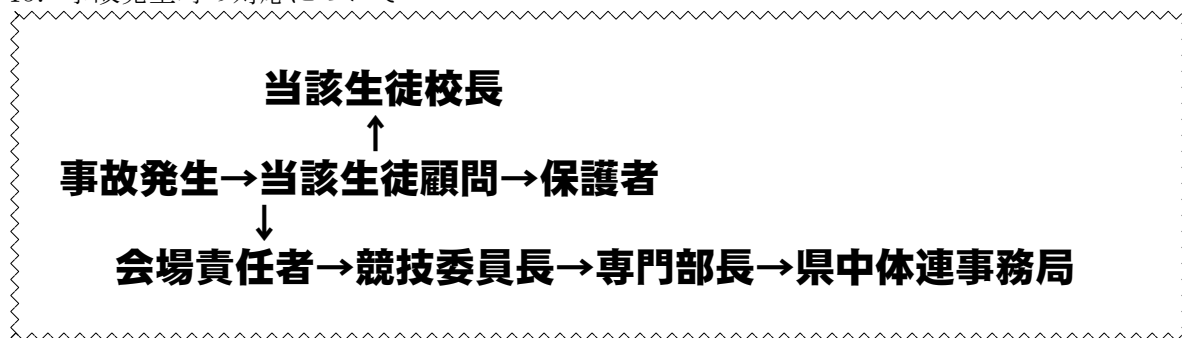 当該生徒校長
↑
事故発生→当該生徒顧問→保護者
↓
会場責任者→競技委員長→専門部長→県中体連事務局